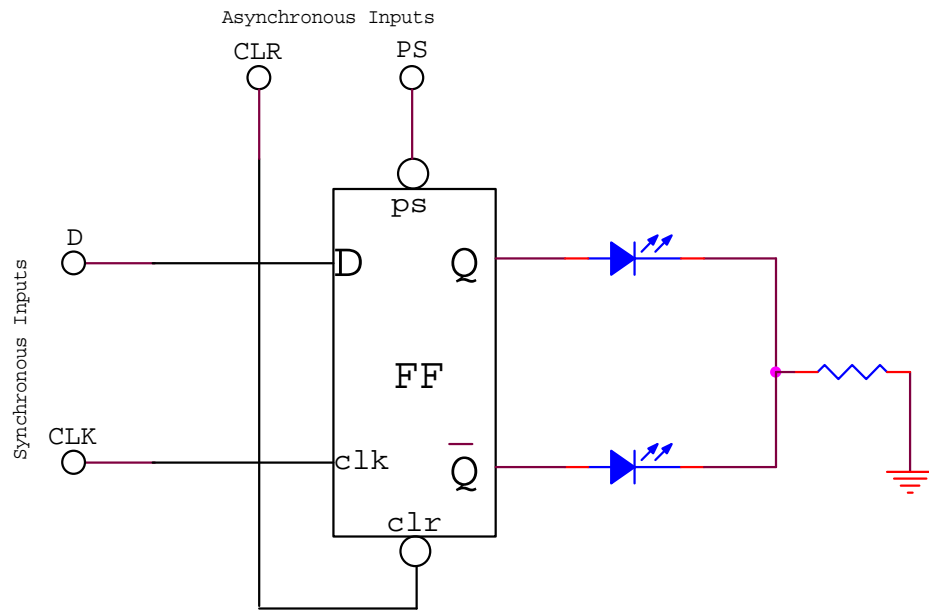 Asynchronous Inputs
CLR
PS
ps
D
D
Q
Synchronous Inputs
FF
CLK
clk
Q̅
clr